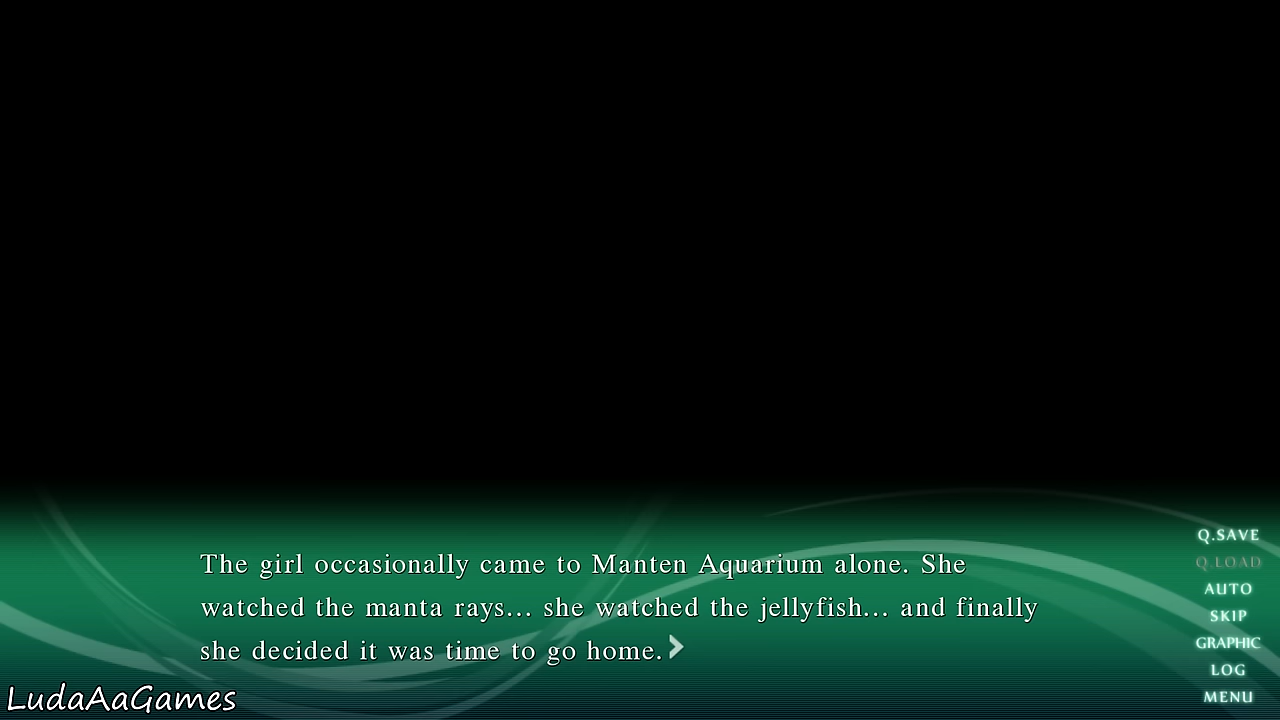 The girl occasionally came to Manten Aquarium alone. She
watched the manta rays... she watched the jellyfish... and finally
she decided it was time to go home.
Q.SAVE
Q.LOAD
AUTO
SKIP
GRAPHIC
LOG
MENU
LudaAaGames